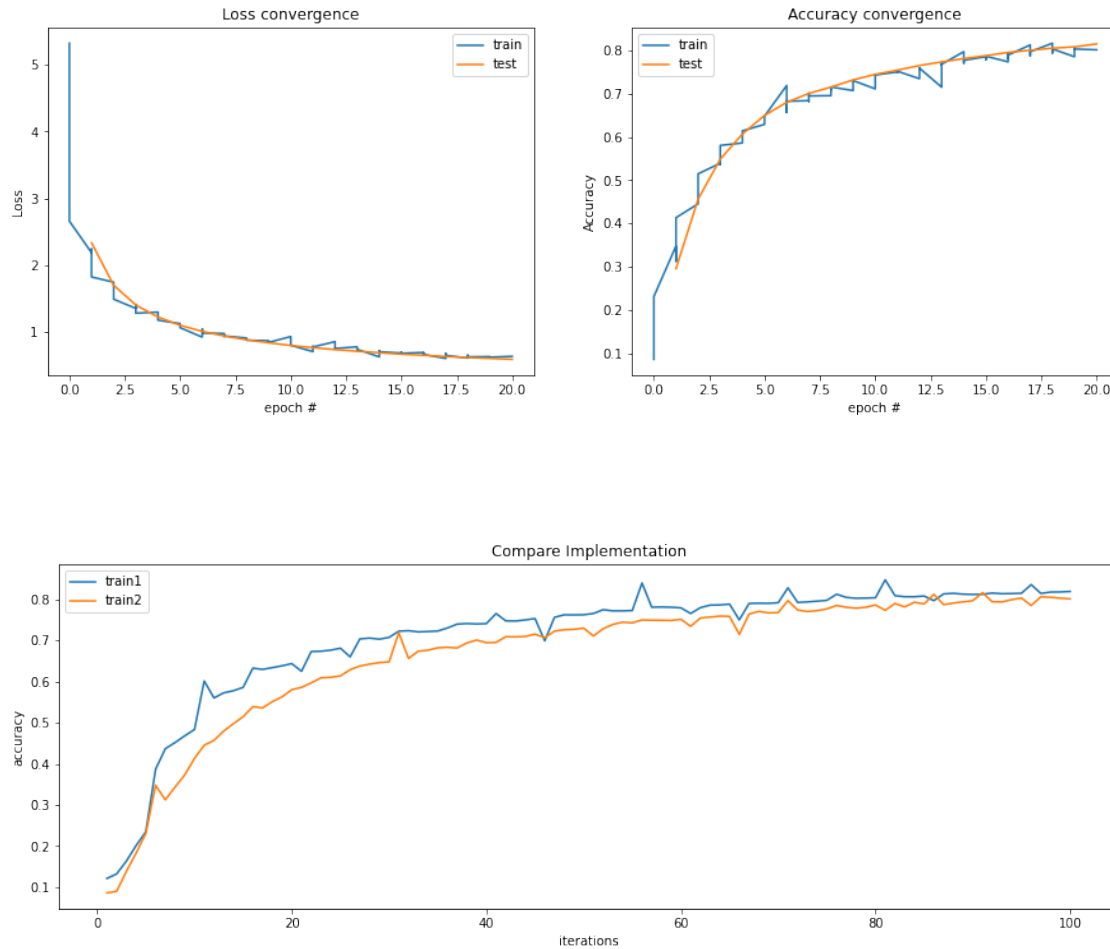 Loss convergence
train
test
5
4
3
2
1
Loss
0.0 2.5 5.0 7.5 10.0 12.5 15.0 17.5 20.0
epoch #
Accuracy convergence
train
test
0.8
0.7
0.6
0.5
0.4
0.3
0.2
0.1
Accuracy
0.0 2.5 5.0 7.5 10.0 12.5 15.0 17.5 20.0
epoch #
Compare Implementation
train1
train2
0.8
0.7
0.6
0.5
0.4
0.3
0.2
0.1
accuracy
0 20 40 60 80 100
iterations